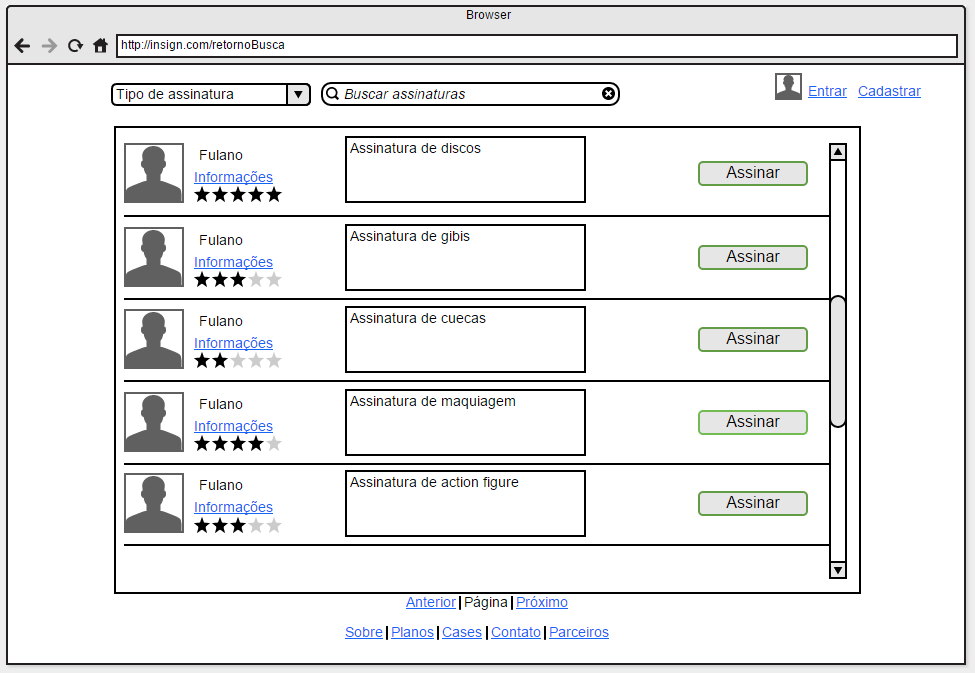 Browser
http://insign.com/retornoBusca
Tipo de assinatura
Buscar assinaturas
Entrar Cadastrar
Fulano
Informações
Assinatura de discos
Assinar
Fulano
Informações
Assinatura de gibis
Assinar
Fulano
Informações
Assinatura de cuecas
Assinar
Fulano
Informações
Assinatura de maquiagem
Assinar
Fulano
Informações
Assinatura de action figure
Assinar
Anterior | Página | Próximo
Sobre | Planos | Cases | Contato | Parceiros